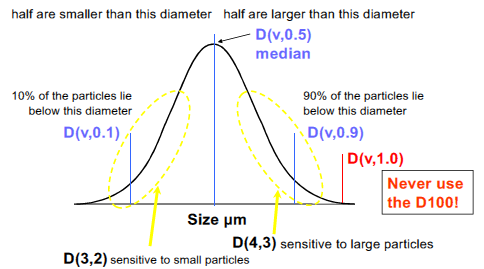 half are smaller than this diameter half are larger than this diameter
D(v,0.5)
median
10% of the particles lie
below this diameter
D(v,0.1)
90% of the particles lie
below this diameter
D(v,0.9)
D(v,1.0)
Never use
the D100!
Size µm
D(4,3) sensitive to large particles
D(3,2) sensitive to small particles